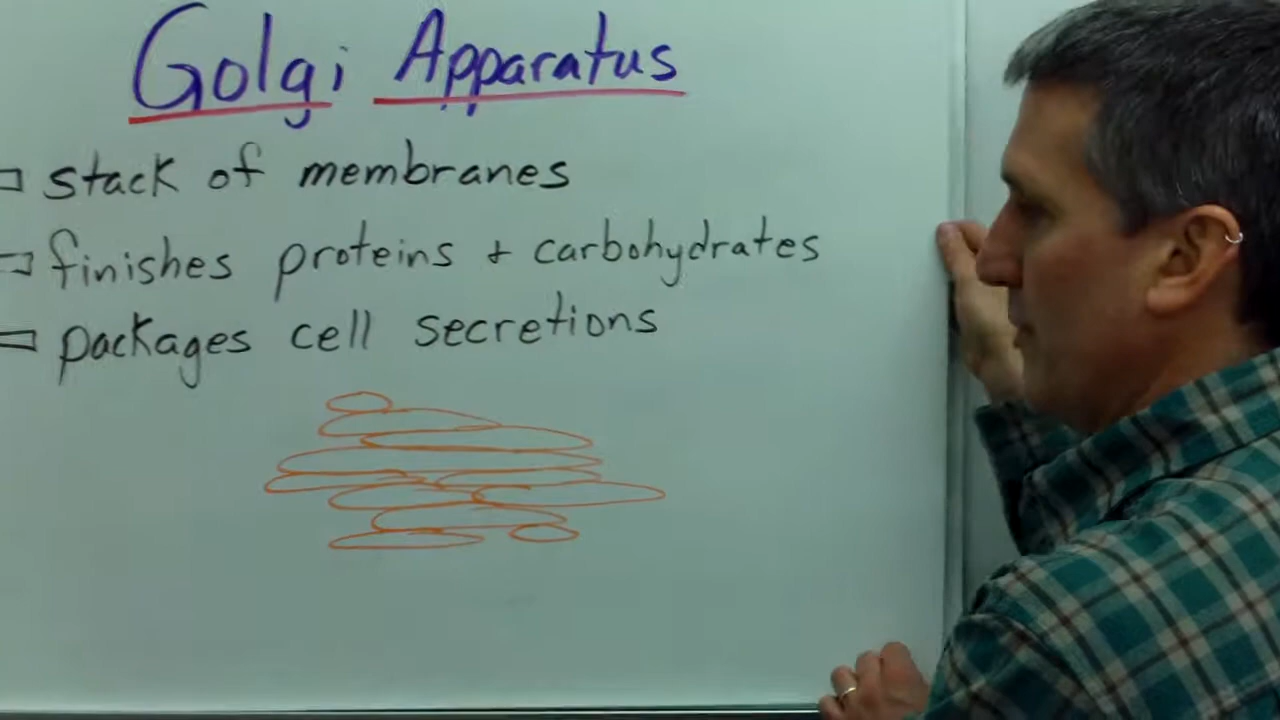 Golgi Apparatus
stack of membranes
finishes proteins + carbohydrates
packages cell secretions